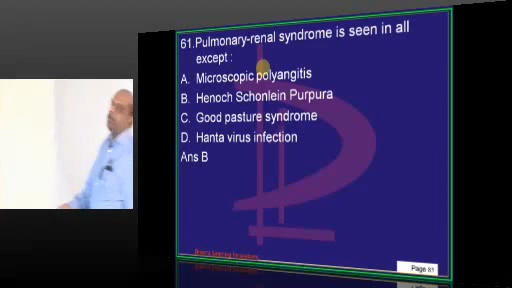 61.Pulmonary-renal syndrome is seen in all
except :
A. Microscopic polyangitis
B. Henoch Schonlein Purpura
C. Good pasture syndrome
D. Hanta virus infection
Ans B
Page 81